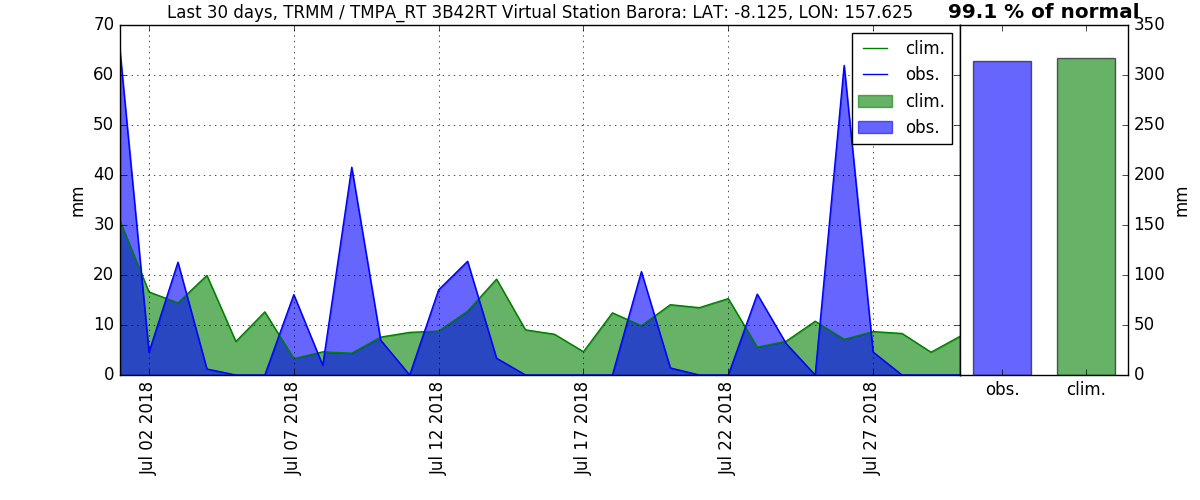 Last 30 days, TRMM / TMPA_RT 3B42RT Virtual Station Barora: LAT: -8.125, LON: 157.625
99.1 % of normal
70
60
50
40
30
20
10
0
mm
clim.
obs.
clim.
obs.
350
300
250
200
150
100
50
0
mm
obs.
clim.
Jul 02 2018
Jul 07 2018
Jul 12 2018
Jul 17 2018
Jul 22 2018
Jul 27 2018